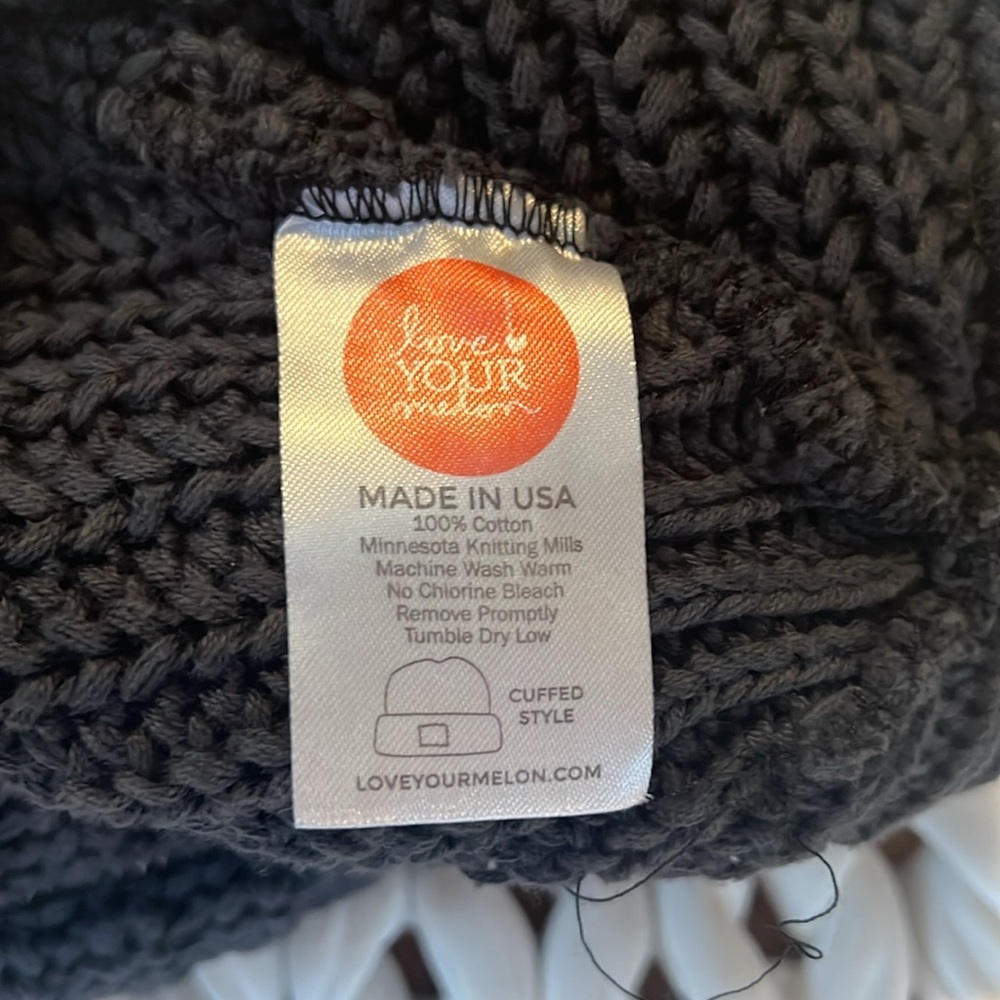 love
YOUR
melon
MADE IN USA
100% Cotton
Minnesota Knitting Mills
Machine Wash Warm
No Chlorine Bleach
Remove Promptly
Tumble Dry Low
CUFFED
STYLE
LOVEYOURMELON.COM